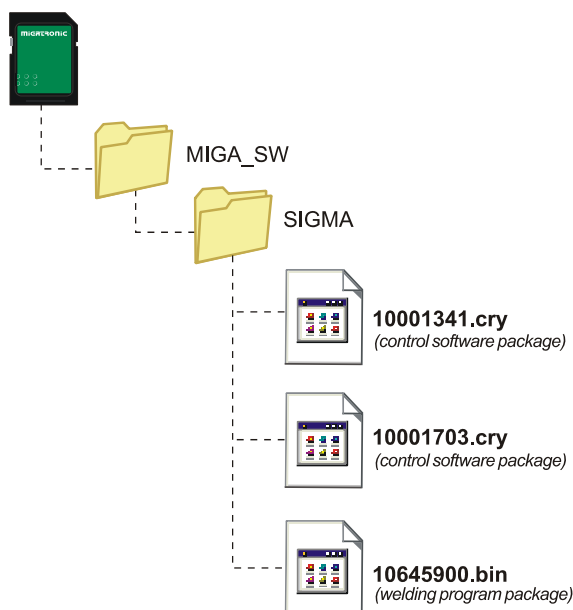 MIGATRONIC
MIGA_SW
SIGMA
10001341.cry
(control software package)
10001703.cry
(control software package)
10645900.bin
(welding program package)